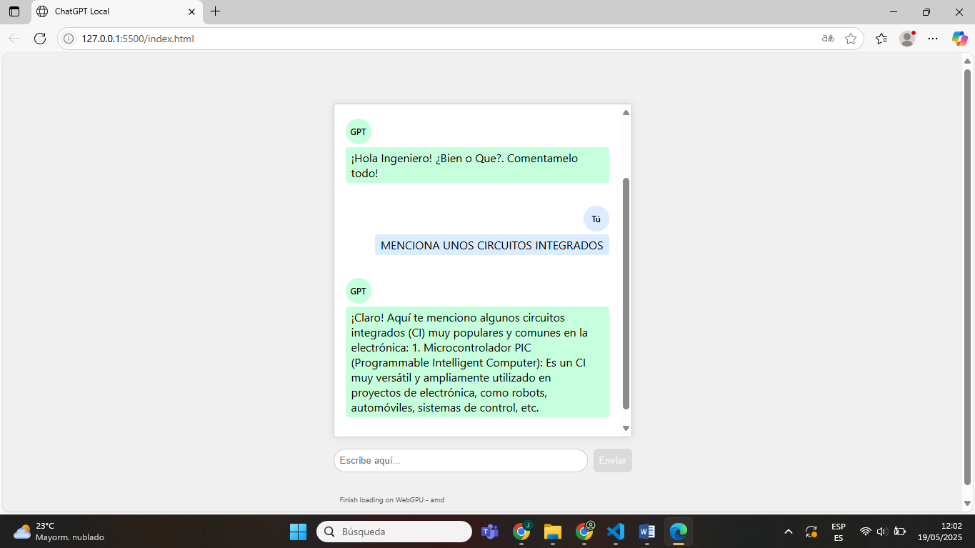 ChatGPT Local
127.0.0.1:5500/index.html
GPT
¡Hola Ingeniero! ¿Bien o Que?. Comentamelo
todo!
Tú
MENCIONA UNOS CIRCUITOS INTEGRADOS
GPT
¡Claro! Aquí te menciono algunos circuitos
integrados (CI) muy populares y comunes en la
electrónica: 1. Microcontrolador PIC
(Programmable Intelligent Computer): Es un CI
muy versátil y ampliamente utilizado en
proyectos de electrónica, como robots,
automóviles, sistemas de control, etc.
Escribe aquí...
Enviar
Finish loading on WebGPU - amd
23°C
Mayorm. nublado
Búsqueda
ESP
ES
12:02
19/05/2025